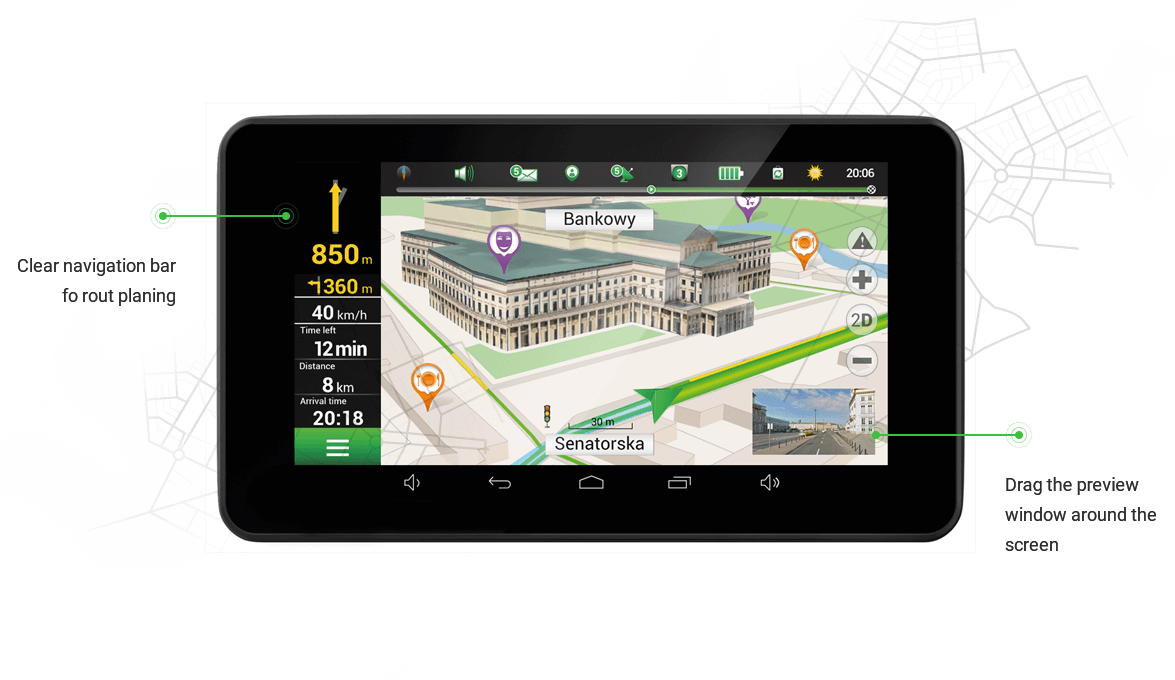 Clear navigation bar
fo rout planing
850 m
360 m
40 km/h
Time left
12 min
Distance
8 km
Arrival time
20:18
5
5
3
20:06
Bankowy
2D
30 m
Senatorska
Drag the preview
window around the
screen